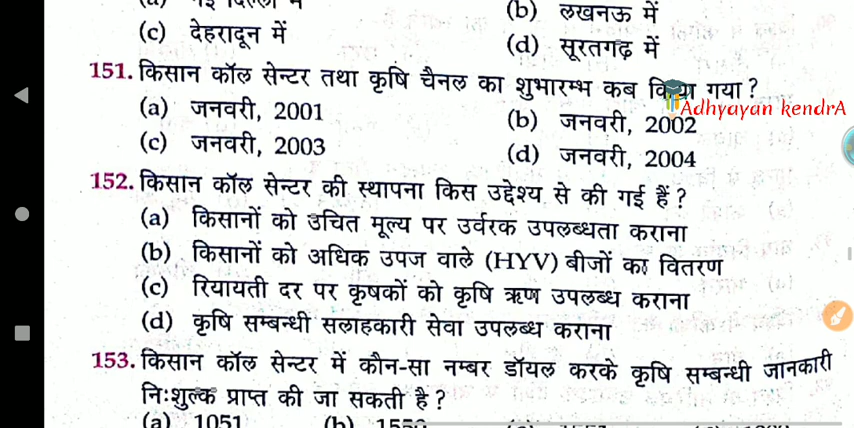 (b) लखनऊ में
(c) देहरादून में
(d) सूरतगढ़ में
151. किसान कॉल सेन्टर तथा कृषि चैनल का शुभारम्भ कब किया गया ?
Adhyayan kendrA
(a) जनवरी, 2001
(b) जनवरी, 2002
(c) जनवरी, 2003
(d) जनवरी, 2004
152. किसान कॉल सेन्टर की स्थापना किस उद्देश्य से की गई हैं ?
(a) किसानों को उचित मूल्य पर उर्वरक उपलब्धता कराना
(b) किसानों को अधिक उपज वाले (HYV) बीजों का वितरण
(c) रियायती दर पर कृषकों को कृषि ऋण उपलब्ध कराना
(d) कृषि सम्बन्धी सलाहकारी सेवा उपलब्ध कराना
153. किसान कॉल सेन्टर में कौन-सा नम्बर डॉयल करके कृषि सम्बन्धी जानकारी
निःशुल्क प्राप्त की जा सकती है ?
(a) 1051
(b)